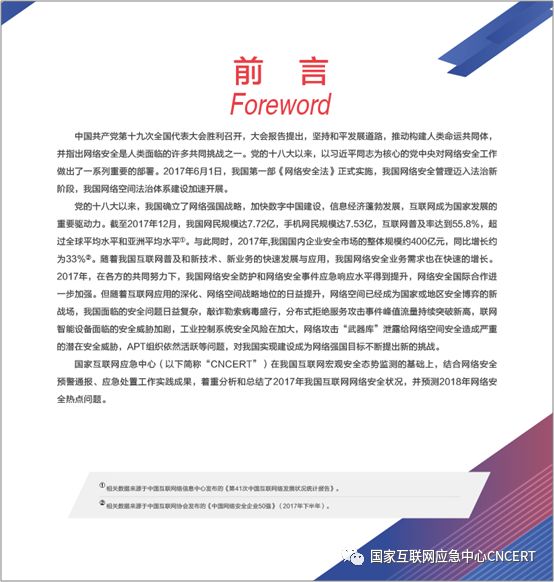 前 言
Foreword
中国共产党第十九次全国代表大会胜利召开，大会报告提出，坚持和平发展道路，推动构建人类命运共同体，
并指出网络安全是人类面临的许多共同挑战之一。党的十八大以来，以习近平同志为核心的党中央对网络安全工作
做出了一系列重要的部署。2017年6月1日，我国第一部《网络安全法》正式实施，我国网络安全管理迈入法治新
阶段，我国网络空间法治体系建设加速开展。
党的十八大以来，我国确立了网络强国战略，加快数字中国建设，信息经济蓬勃发展，互联网成为国家发展的
重要驱动力。截至2017年12月，我国网民规模达7.72亿，手机网民规模达7.53亿，互联网普及率达到55.8%，超
过全球平均水平和亚洲平均水平①。与此同时，2017年,我国国内企业安全市场的整体规模约400亿元，同比增长约
为33%②。随着我国互联网普及和新技术、新业务的快速发展与应用，我国网络安全业务需求也在快速的增长。
2017年，在各方的共同努力下，我国网络安全防护和网络安全事件应急响应水平得到提升，网络安全国际合作进
一步加强。但随着互联网应用的深化、网络空间战略地位的日益提升，网络空间已经成为国家或地区安全博弈的新
战场，我国面临的安全问题日益复杂，敲诈勒索病毒盛行，分布式拒绝服务攻击事件峰值流量持续突破新高，联网
智能设备面临的安全威胁加剧，工业控制系统安全风险在加大，网络攻击“武器库”泄露给网络空间安全造成严重
的潜在安全威胁，APT组织依然活跃等问题，对我国实现建设成为网络强国目标不断提出新的挑战。
国家互联网应急中心（以下简称“CNCERT”）在我国互联网宏观安全态势监测的基础上，结合网络安全
预警通报、应急处置工作实践成果，着重分析和总结了2017年我国互联网网络安全状况，并预测2018年网络安
全热点问题。
① 相关数据来源于中国互联网络信息中心发布的《第41次中国互联网发展状况统计报告》。
② 相关数据来源于中国互联网协会发布的《中国网络安全企业50强》（2017年下半年）。
国家互联网应急中心CNCERT